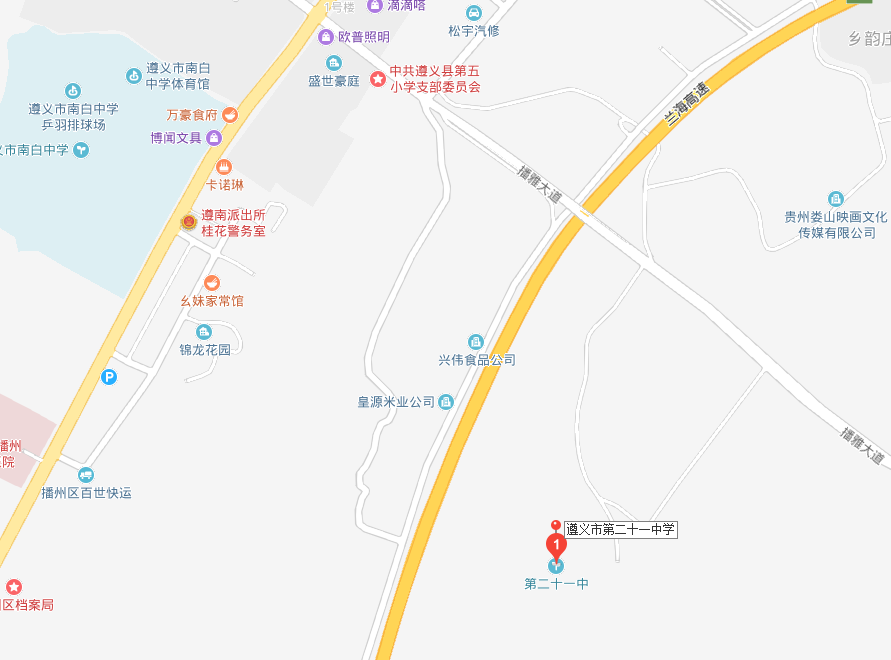 1号楼
滴滴嗒
欧普照明
松宇汽修
乡韵庄
遵义市南白
中学体育馆
盛世豪庭
中共遵义县第五
小学支部委员会
遵义市南白中学
乒羽排球场
万豪食府
博闻文具
义市南白中学
卡诺琳
兰海高速
播雅大道
遵南派出所
桂花警务室
贵州娄山映画文化
传媒有限公司
幺妹家常馆
锦龙花园
兴伟食品公司
P
皇源米业公司
播州
医院
播雅大道
播州区百世快运
遵义市第二十一中学
1
第二十一中
区档案局